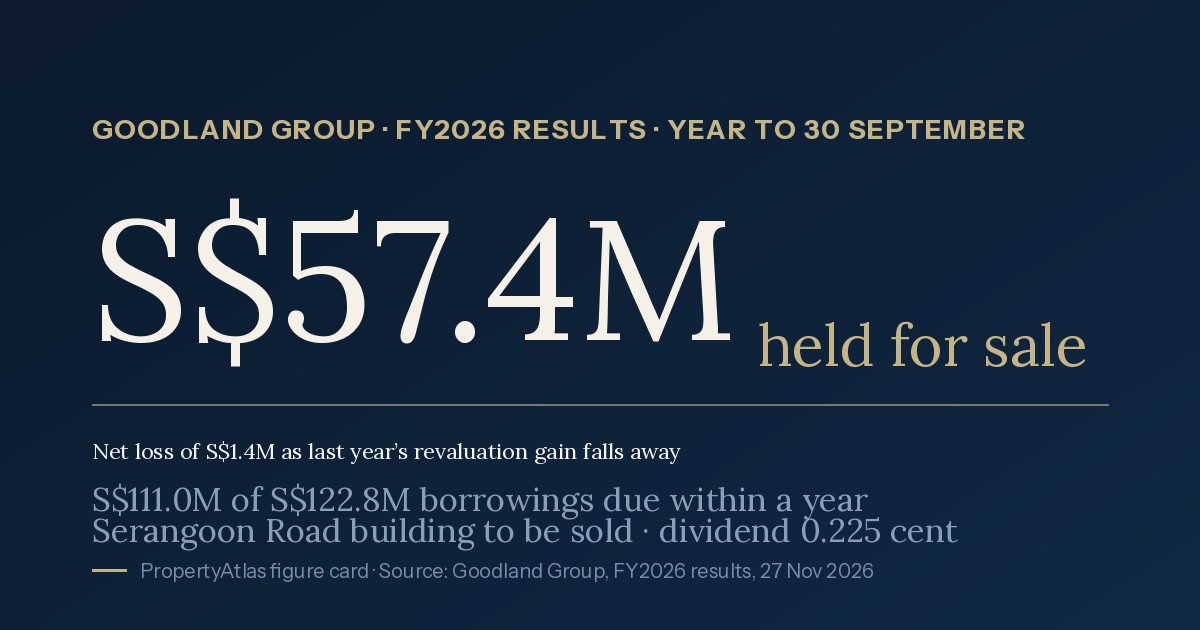 GOODLAND GROUP · FY2026 RESULTS · YEAR TO 30 SEPTEMBER
S$57.4M held for sale
Net loss of S$1.4M as last year’s revaluation gain falls away
S$111.0M of S$122.8M borrowings due within a year
Serangoon Road building to be sold · dividend 0.225 cent
PropertyAtlas figure card · Source: Goodland Group, FY2026 results, 27 Nov 2026